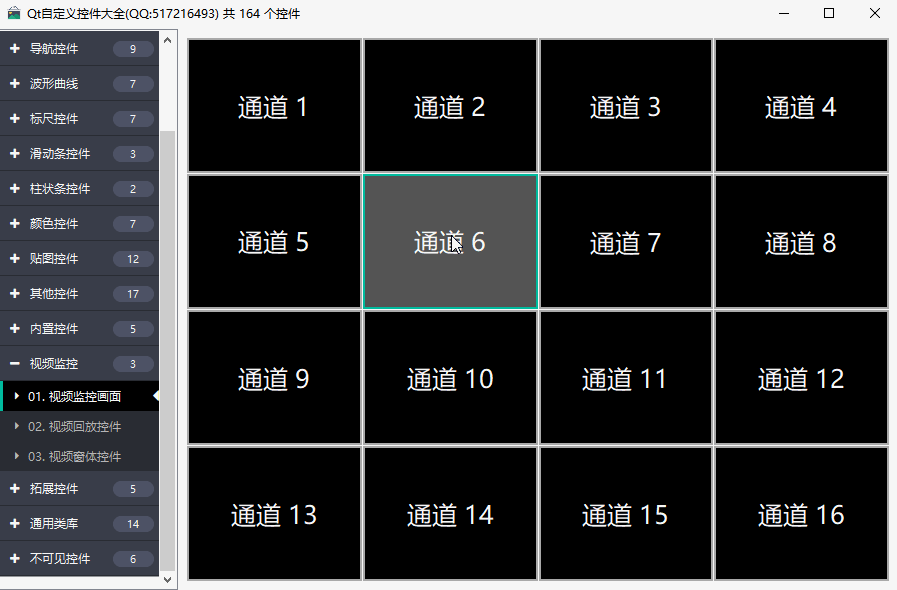 Qt自定义控件大全(QQ:517216493) 共 164 个控件
导航控件 9
波形曲线 7
标尺控件 7
滑动条控件 3
柱状条控件 2
颜色控件 7
贴图控件 12
其他控件 17
内置控件 5
视频监控 3
01. 视频监控画面
02. 视频回放控件
03. 视频窗体控件
拓展控件 5
通用类库 14
不可见控件 6
通道 1
通道 2
通道 3
通道 4
通道 5
通道 6
通道 7
通道 8
通道 9
通道 10
通道 11
通道 12
通道 13
通道 14
通道 15
通道 16